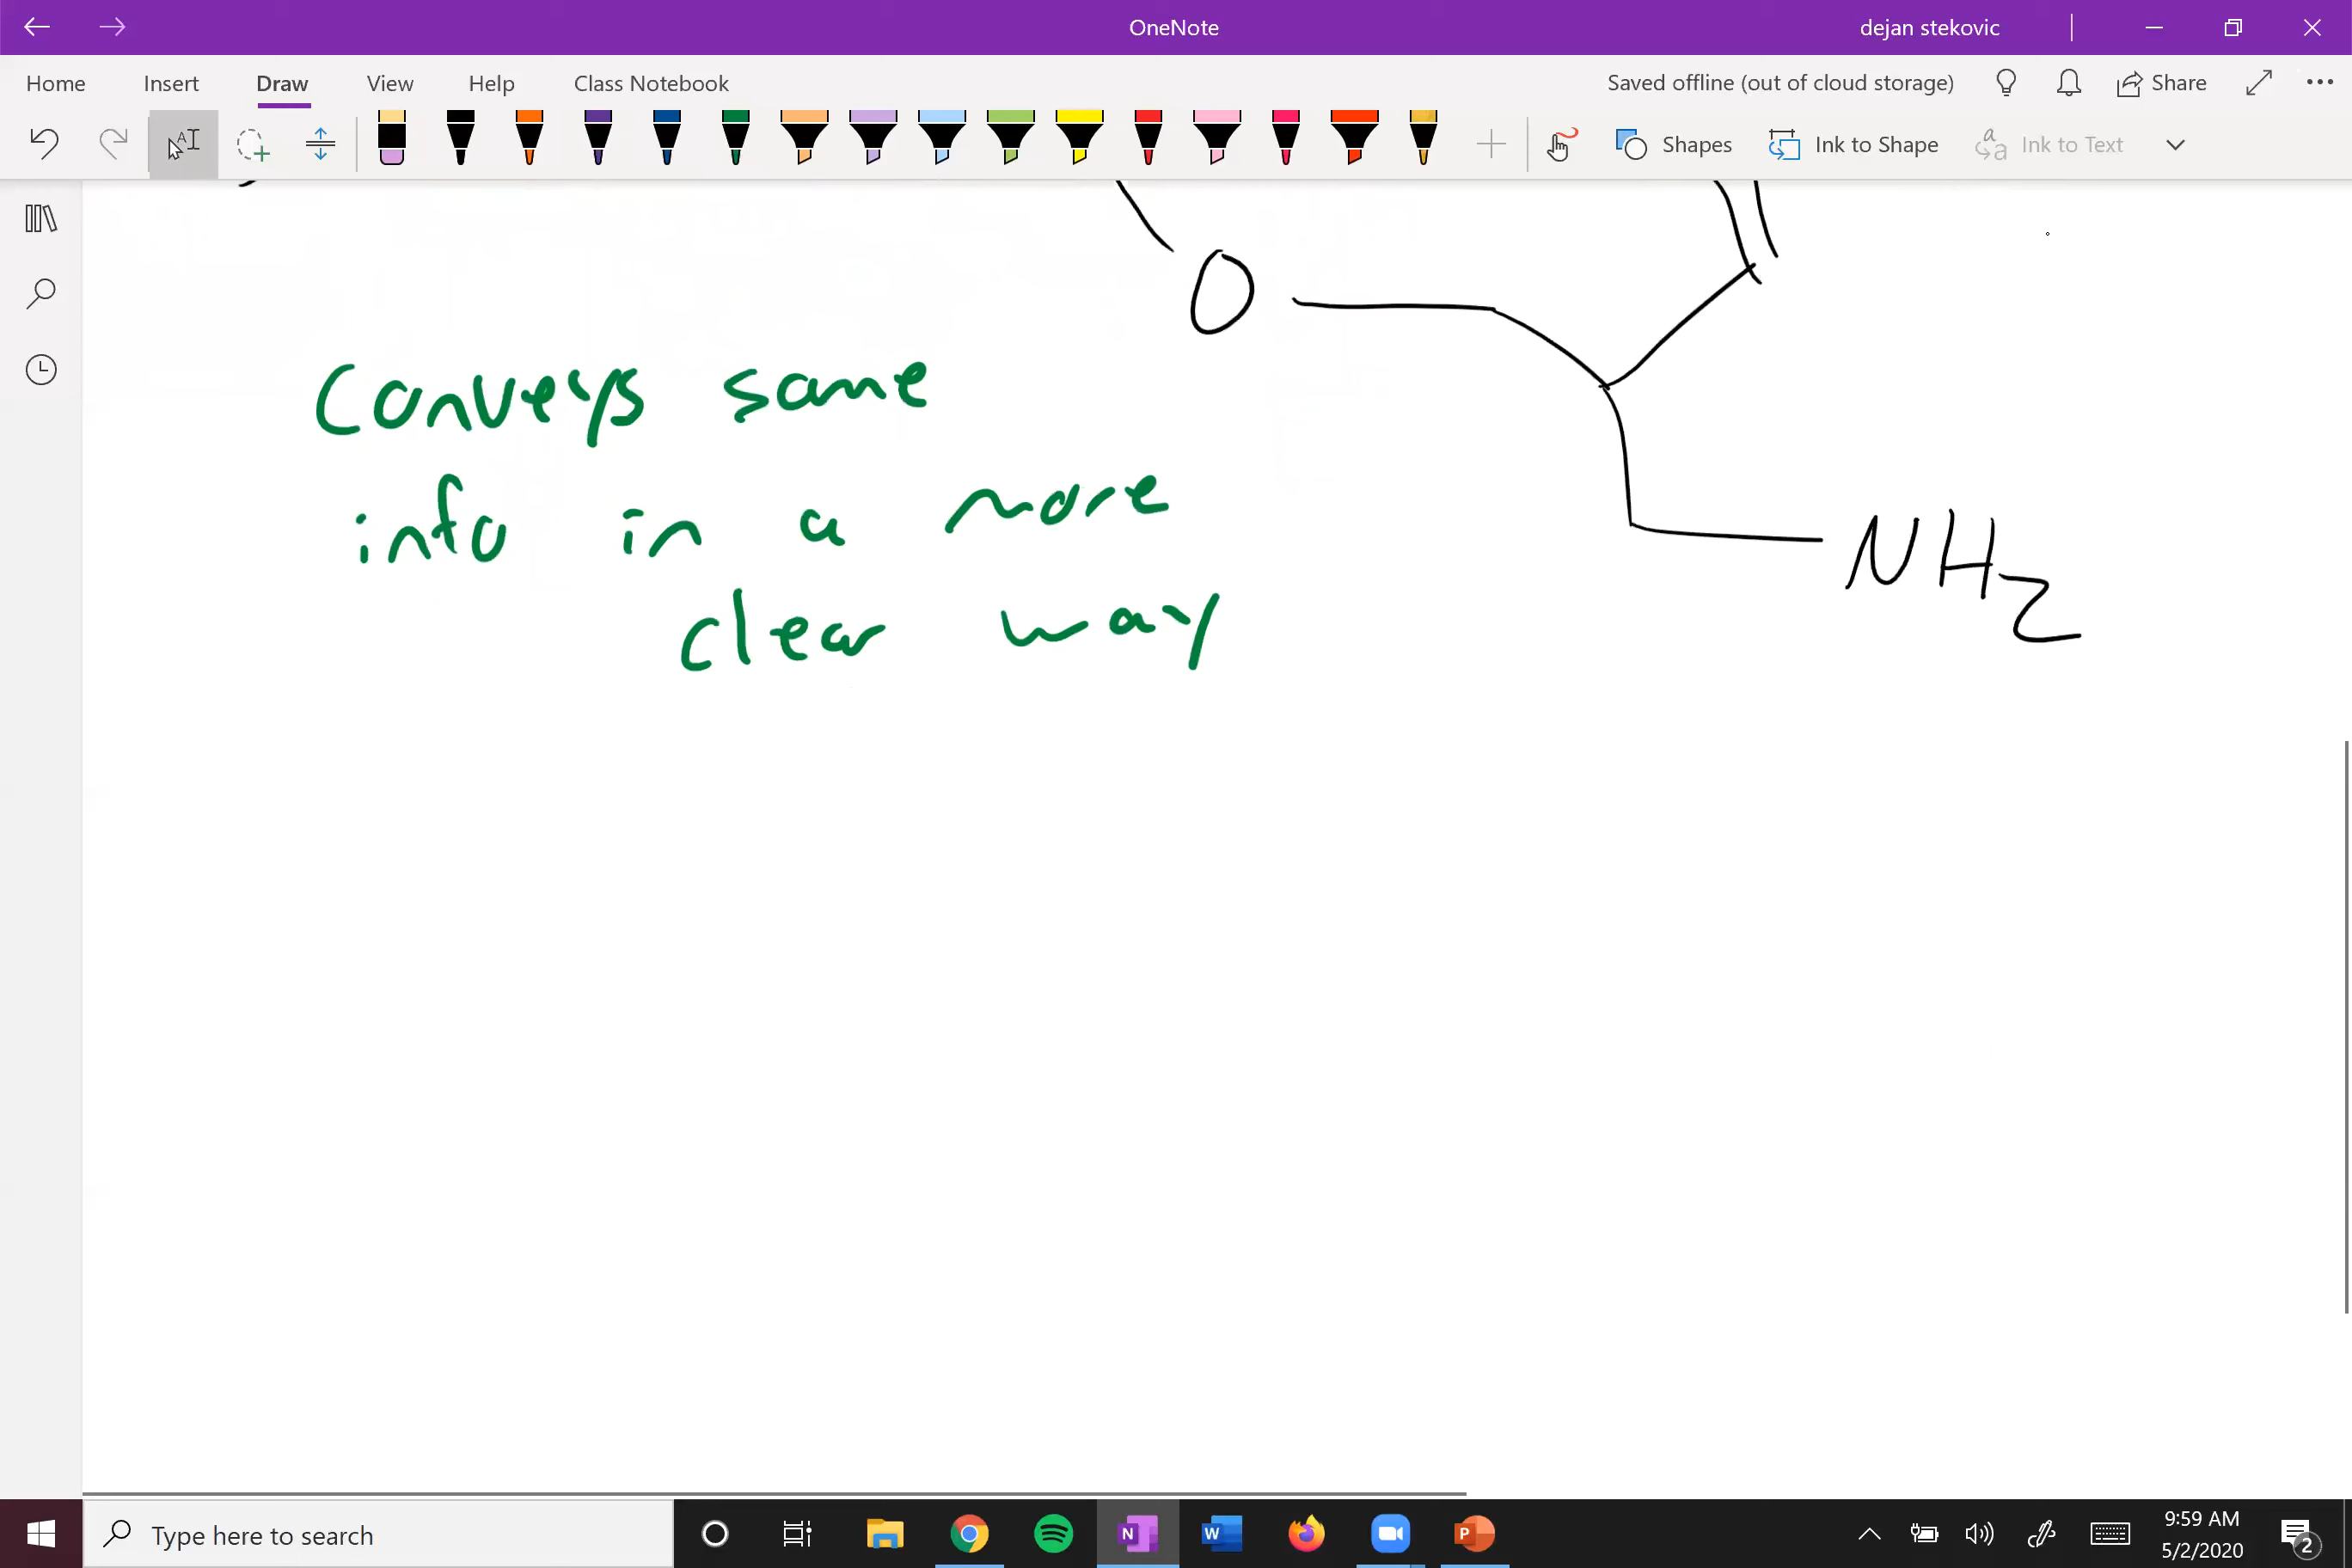 OneNote
dejan stekovic
Home Insert Draw View Help Class Notebook
Saved offline (out of cloud storage)
Share
Shapes
Ink to Shape
Ink to Text
O
Conveys same
info in a more
clear way
NH2
Type here to search
N
W
P
9:59 AM
5/2/2020
2